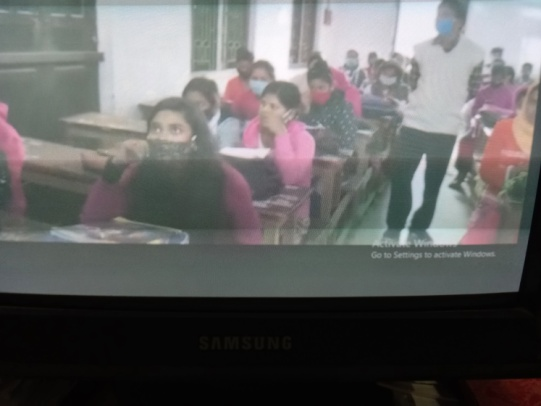 Activate Windows
Go to Settings to activate Windows.
SAMSUNG